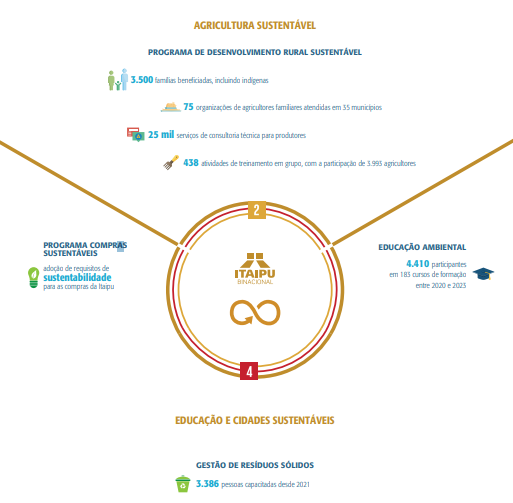 AGRICULTURA SUSTENTÁVEL
PROGRAMA DE DESENVOLVIMENTO RURAL SUSTENTÁVEL
3.500 famílias beneficiadas, incluindo indígenas
75 organizações de agricultores familiares atendidas em 35 municípios
25 mil serviços de consultoria técnica para produtores
438 atividades de treinamento em grupo, com a participação de 3.993 agricultores
2
PROGRAMA COMPRAS
SUSTENTÁVEIS
adoção de requisitos de
sustentabilidade
para as compras da Itaipu
ITAIPU
BINACIONAL
EDUCAÇÃO AMBIENTAL
4.410 participantes
em 183 cursos de formação
entre 2020 e 2023
4
EDUCAÇÃO E CIDADES SUSTENTÁVEIS
GESTÃO DE RESÍDUOS SÓLIDOS
3.386 pessoas capacitadas desde 2021